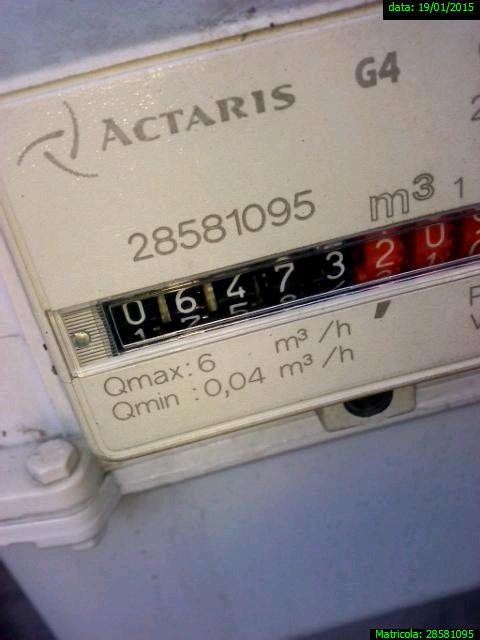 data: 19/01/2015
ACTARIS G4
28581095 m³ 1
0 6 4 7 3 2 0
Qmax: 6 m³/h
Qmin : 0,04 m³/h
Matricola: 28581095